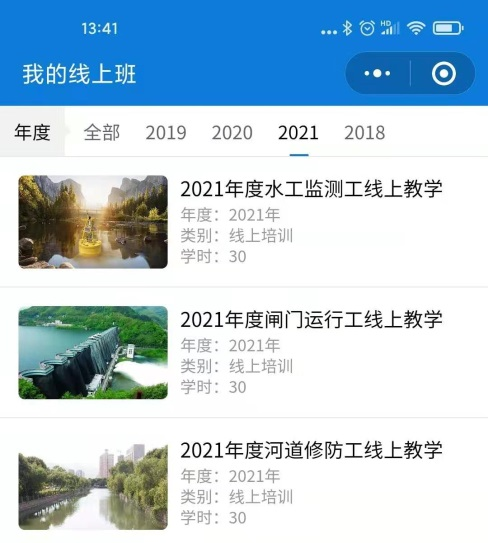 13:41
HD
我的线上班
年度 全部 2019 2020 2021 2018
2021年度水工监测工线上教学
年度：2021年
类别：线上培训
学时：30
2021年度闸门运行工线上教学
年度：2021年
类别：线上培训
学时：30
2021年度河道修防工线上教学
年度：2021年
类别：线上培训
学时：30